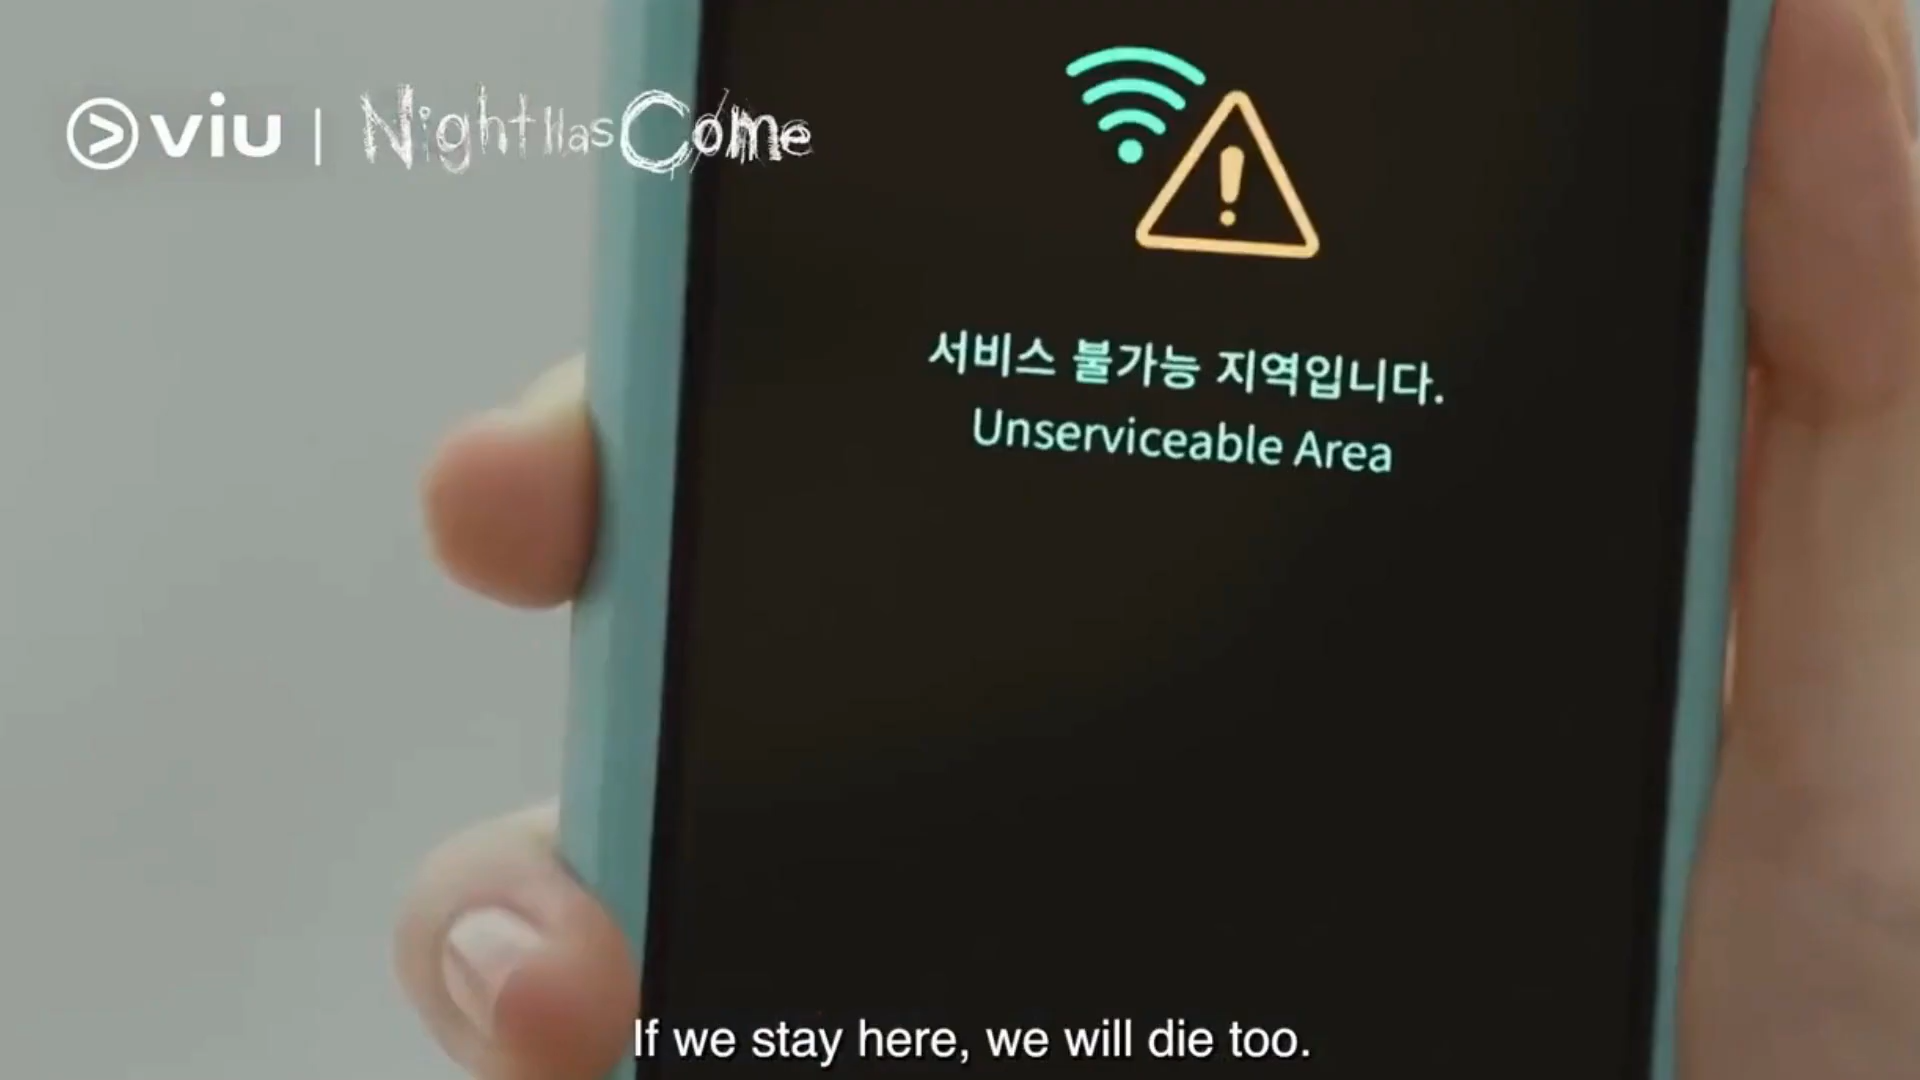 viu | Night Has Come
서비스 불가능 지역입니다.
Unserviceable Area
If we stay here, we will die too.